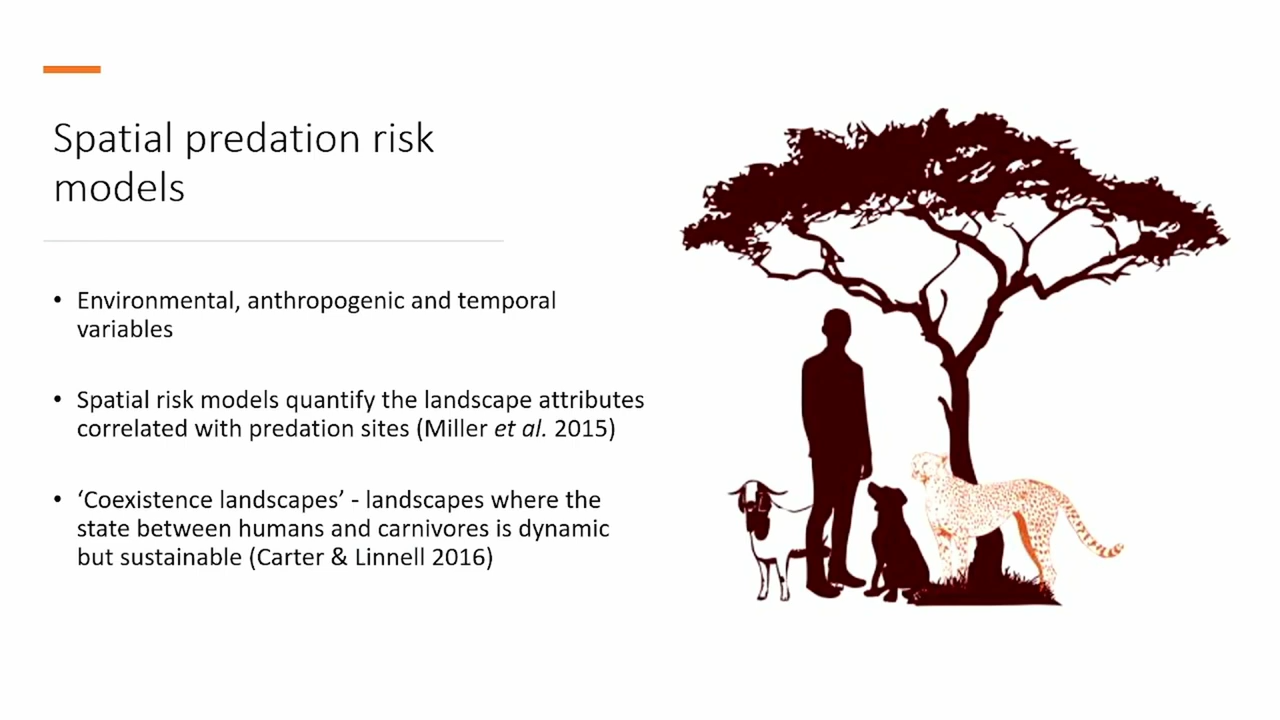 Spatial predation risk
models
• Environmental, anthropogenic and temporal
variables
• Spatial risk models quantify the landscape attributes
correlated with predation sites (Miller et al. 2015)
• ‘Coexistence landscapes’ - landscapes where the
state between humans and carnivores is dynamic
but sustainable (Carter & Linnell 2016)